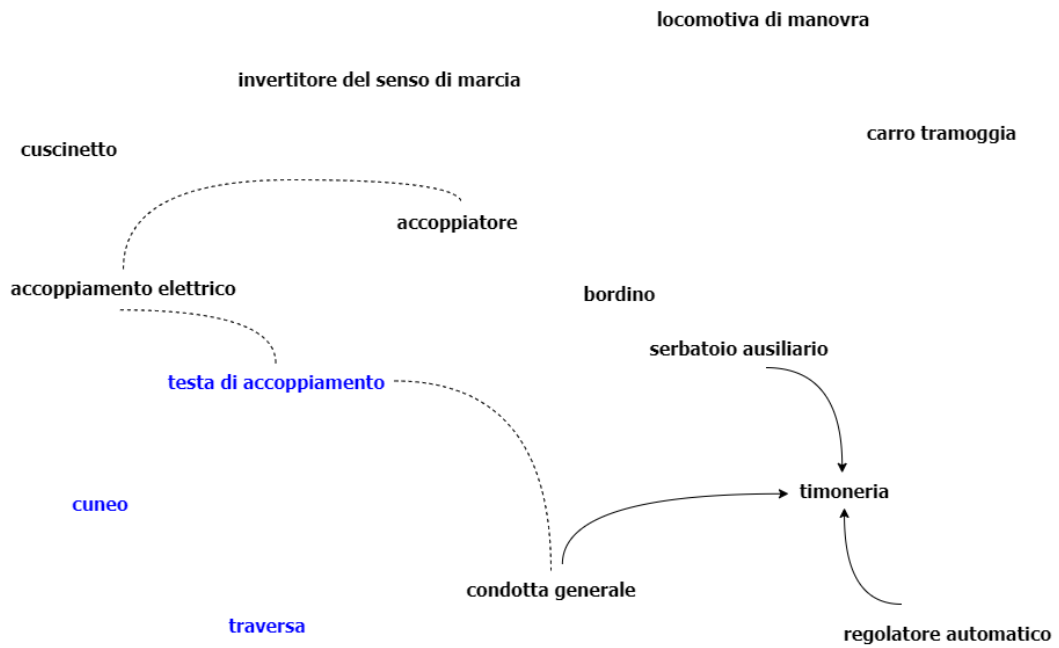 locomotiva di manovra
invertitore del senso di marcia
carro tramoggia
cuscinetto
accoppiatore
accoppiamento elettrico
bordino
serbatoio ausiliario
testa di accoppiamento
timoneria
cuneo
condotta generale
traversa
regolatore automatico